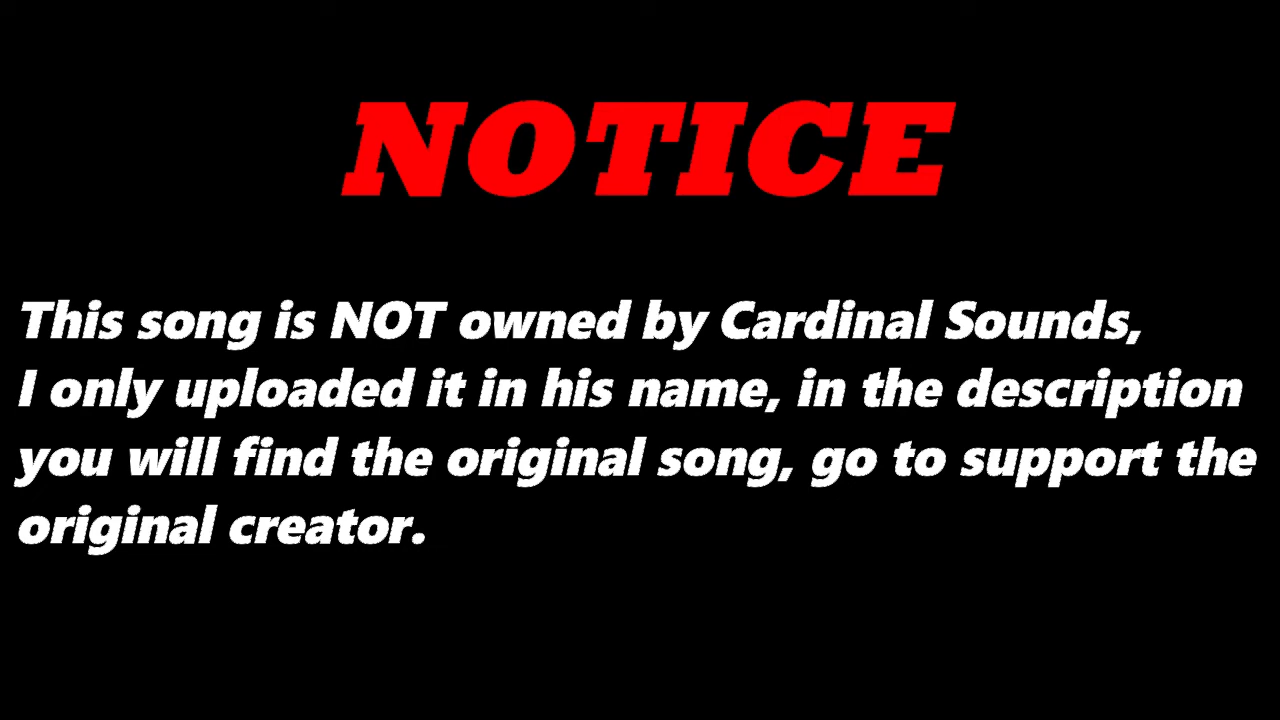 NOTICE
This song is NOT owned by Cardinal Sounds,
I only uploaded it in his name, in the description
you will find the original song, go to support the
original creator.